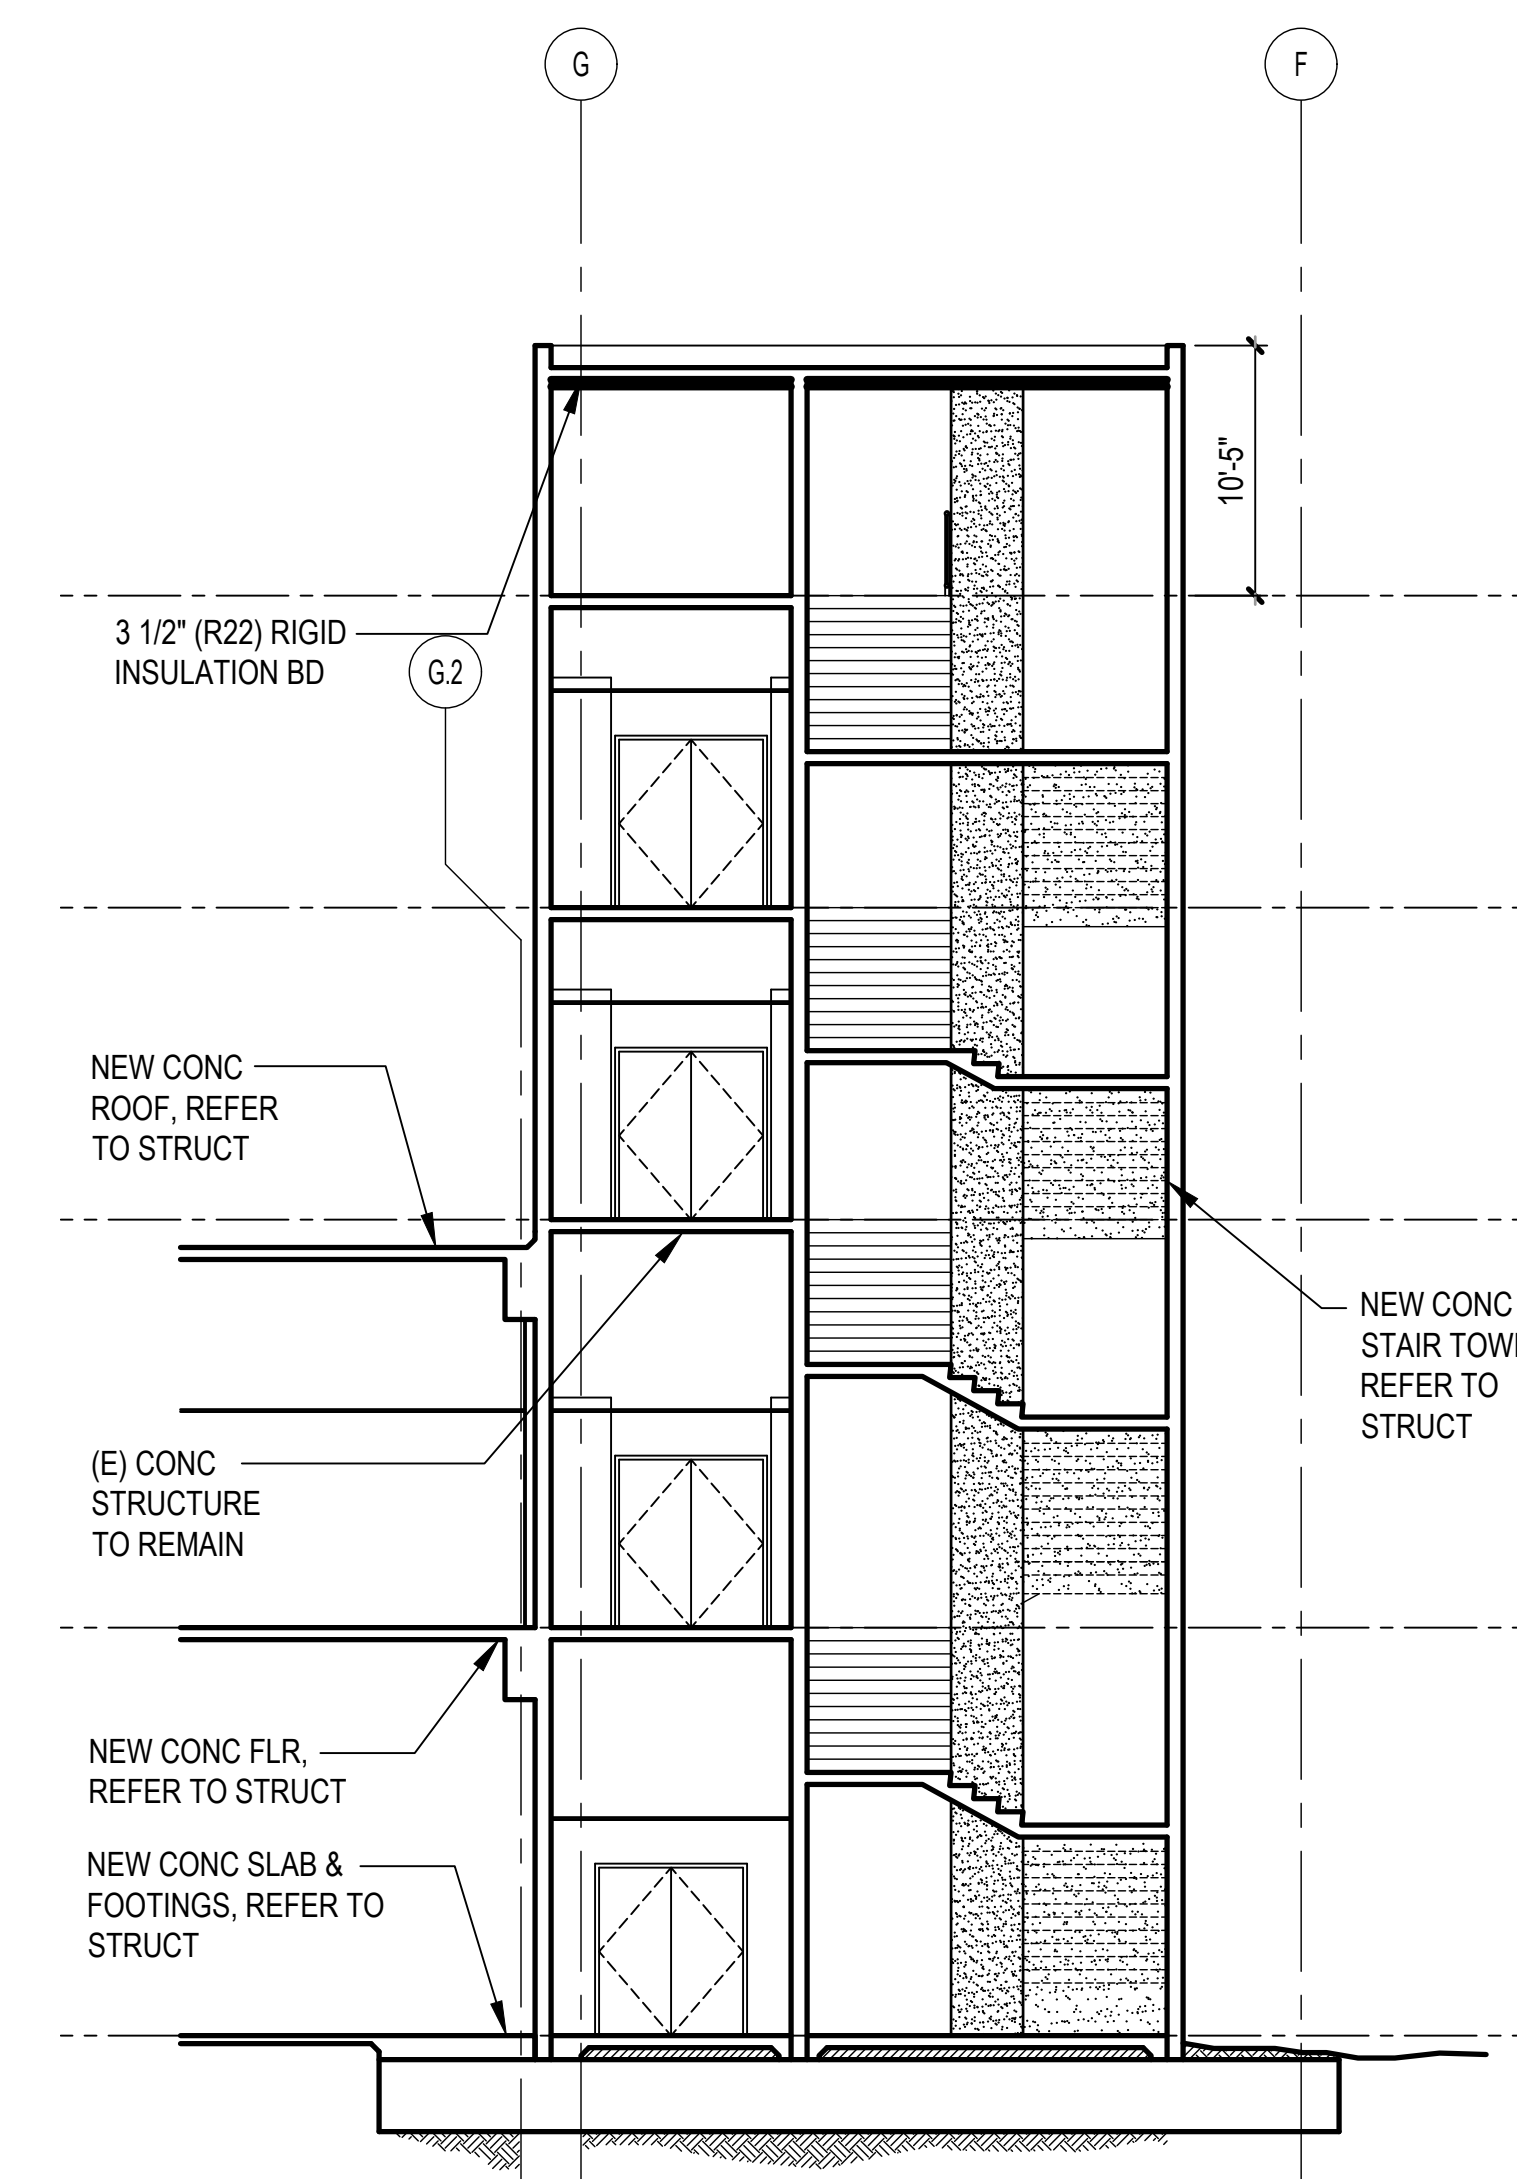 G
F
10'-5"
3 1/2" (R22) RIGID
INSULATION BD
G.2
NEW CONC
ROOF, REFER
TO STRUCT
NEW CONC
STAIR
REFER TO
STRUCT
(E) CONC
STRUCTURE
TO REMAIN
NEW CONC FLR,
REFER TO STRUCT
NEW CONC SLAB &
FOOTINGS, REFER TO
STRUCT